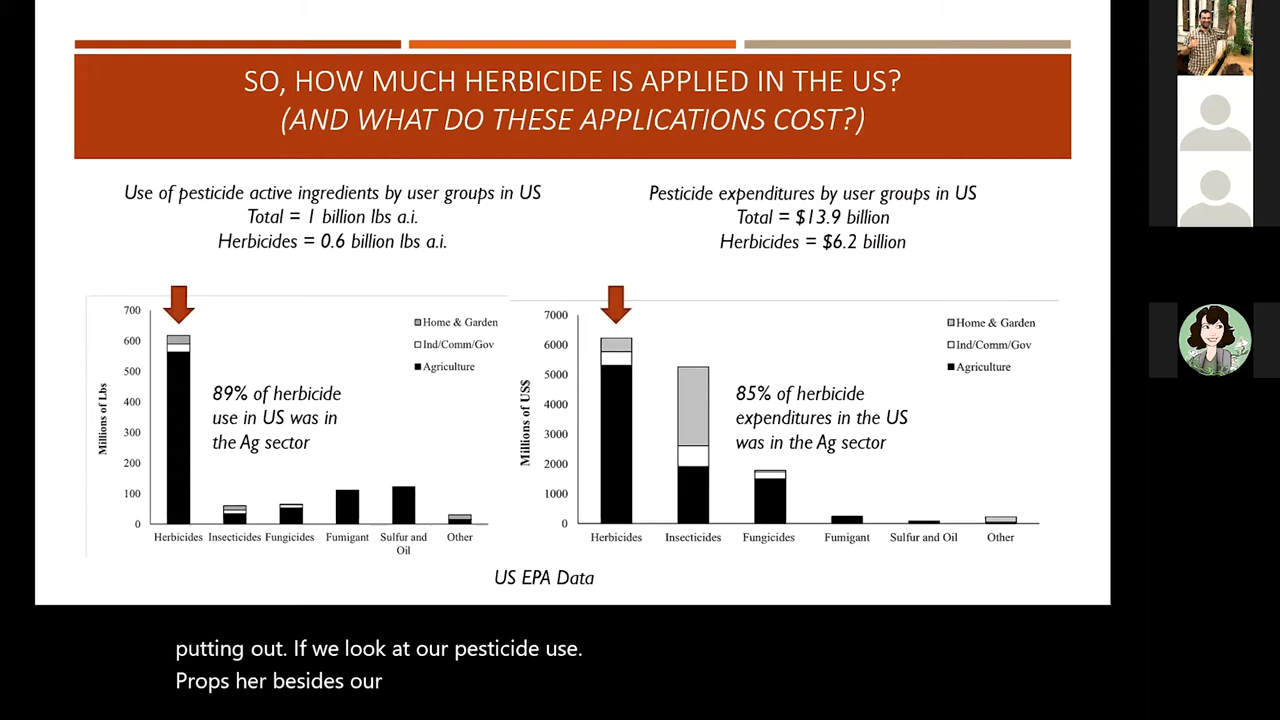 SO, HOW MUCH HERBICIDE IS APPLIED IN THE US?
(AND WHAT DO THESE APPLICATIONS COST?)
Use of pesticide active ingredients by user groups in US
Total = 1 billion lbs a.i.
Herbicides = 0.6 billion lbs a.i.
Pesticide expenditures by user groups in US
Total = $13.9 billion
Herbicides = $6.2 billion
Millions of Lbs
700
600
500
400
300
200
100
0
Home & Garden
Ind/Comm/Gov
Agriculture
89% of herbicide
use in US was in
the Ag sector
Herbicides Insecticides Fungicides Fumigant Sulfur and Other
Oil
Millions of US$
7000
6000
5000
4000
3000
2000
1000
0
Home & Garden
Ind/Comm/Gov
Agriculture
85% of herbicide
expenditures in the US
was in the Ag sector
Herbicides Insecticides Fungicides Fumigant Sulfur and Oil Other
US EPA Data
putting out. If we look at our pesticide use.
Props her besides our